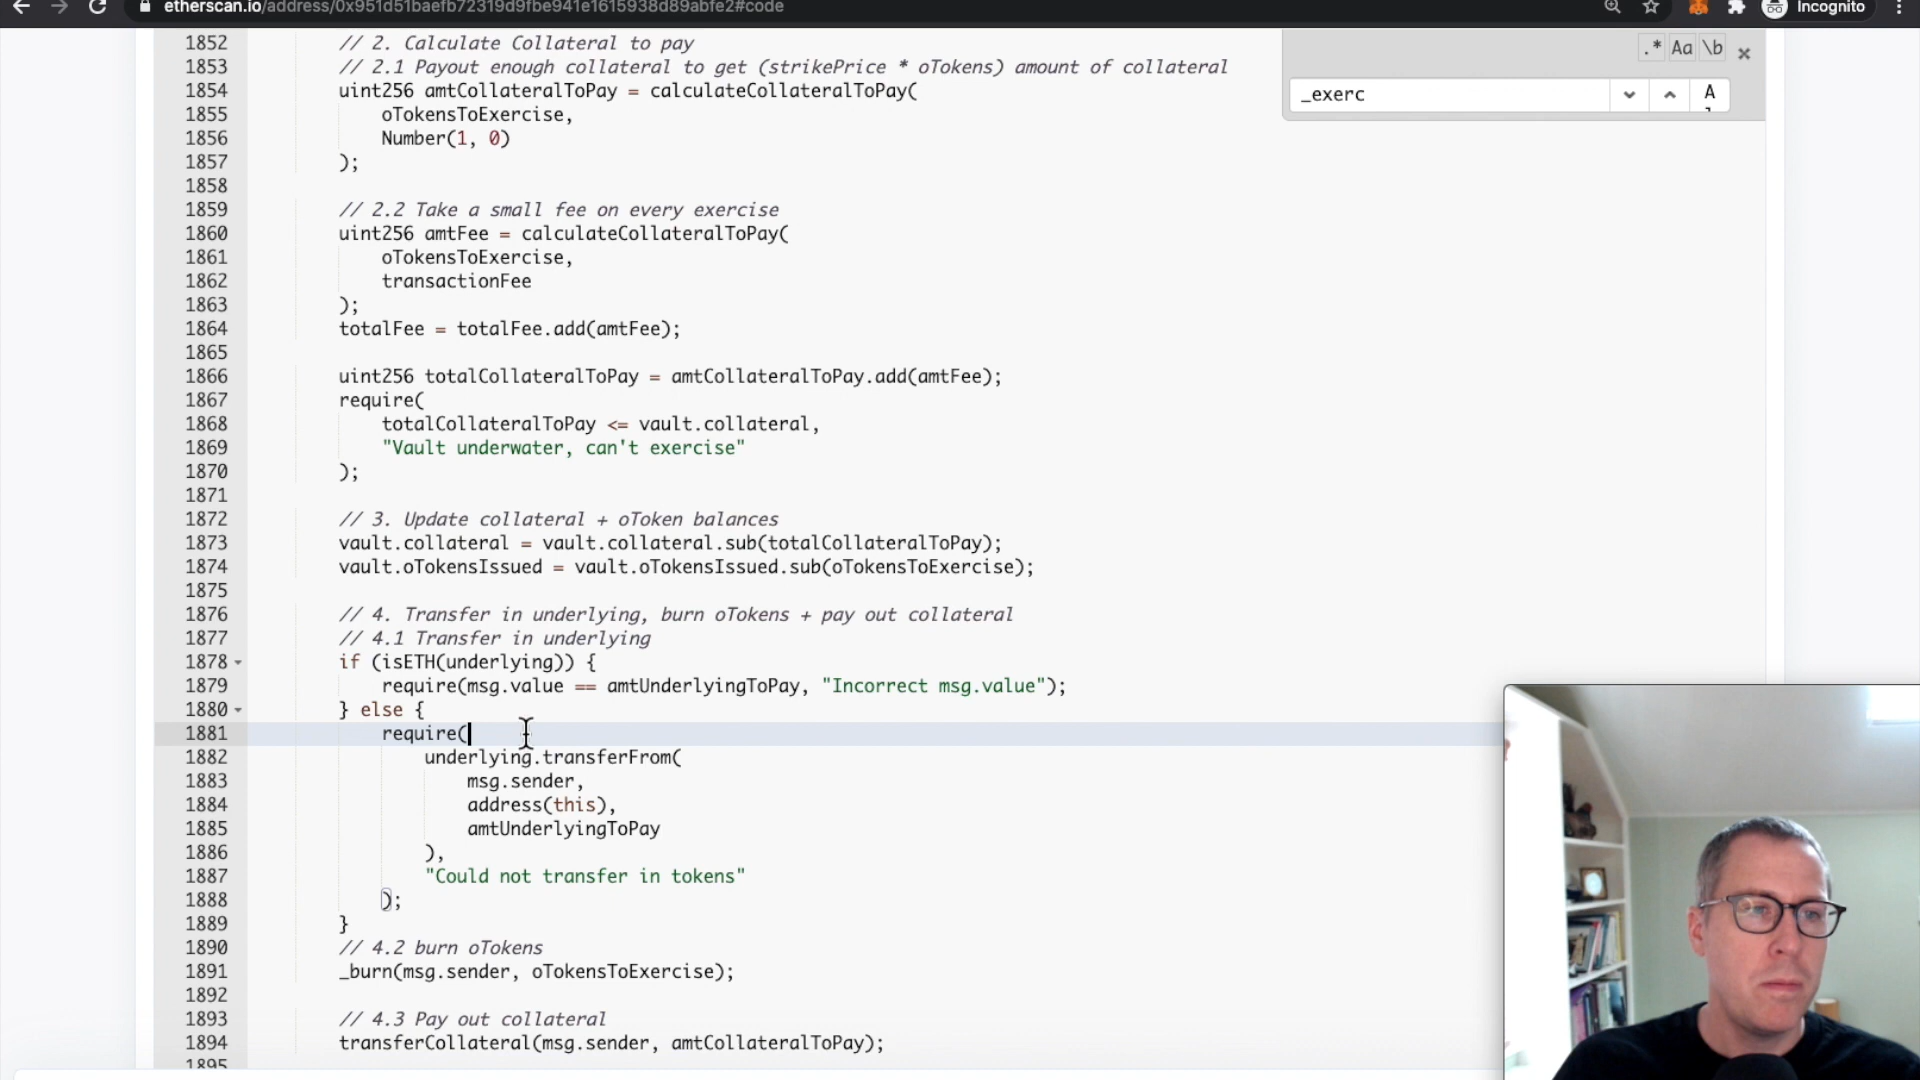 etherscan.io/address/0x951d51baefb72319d9fbe941e1615938d89abfe2#code
Incognito
.* Aa \b
_exerc
1852 // 2. Calculate Collateral to pay
1853 // 2.1 Payout enough collateral to get (strikePrice * oTokens) amount of collateral
1854 uint256 amtCollateralToPay = calculateCollateralToPay(
1855 oTokensToExercise,
1856 Number(1, 0)
1857 );
1858
1859 // 2.2 Take a small fee on every exercise
1860 uint256 amtFee = calculateCollateralToPay(
1861 oTokensToExercise,
1862 transactionFee
1863 );
1864 totalFee = totalFee.add(amtFee);
1865
1866 uint256 totalCollateralToPay = amtCollateralToPay.add(amtFee);
1867 require(
1868 totalCollateralToPay <= vault.collateral,
1869 "Vault underwater, can't exercise"
1870 );
1871
1872 // 3. Update collateral + oToken balances
1873 vault.collateral = vault.collateral.sub(totalCollateralToPay);
1874 vault.oTokensIssued = vault.oTokensIssued.sub(oTokensToExercise);
1875
1876 // 4. Transfer in underlying, burn oTokens + pay out collateral
1877 // 4.1 Transfer in underlying
1878 if (isETH(underlying)) {
1879 require(msg.value == amtUnderlyingToPay, "Incorrect msg.value");
1880 } else {
1881 require(
1882 underlying.transferFrom(
1883 msg.sender,
1884 address(this),
1885 amtUnderlyingToPay
1886 ),
1887 "Could not transfer in tokens"
1888 );
1889 }
1890 // 4.2 burn oTokens
1891 _burn(msg.sender, oTokensToExercise);
1892
1893 // 4.3 Pay out collateral
1894 transferCollateral(msg.sender, amtCollateralToPay);
1895